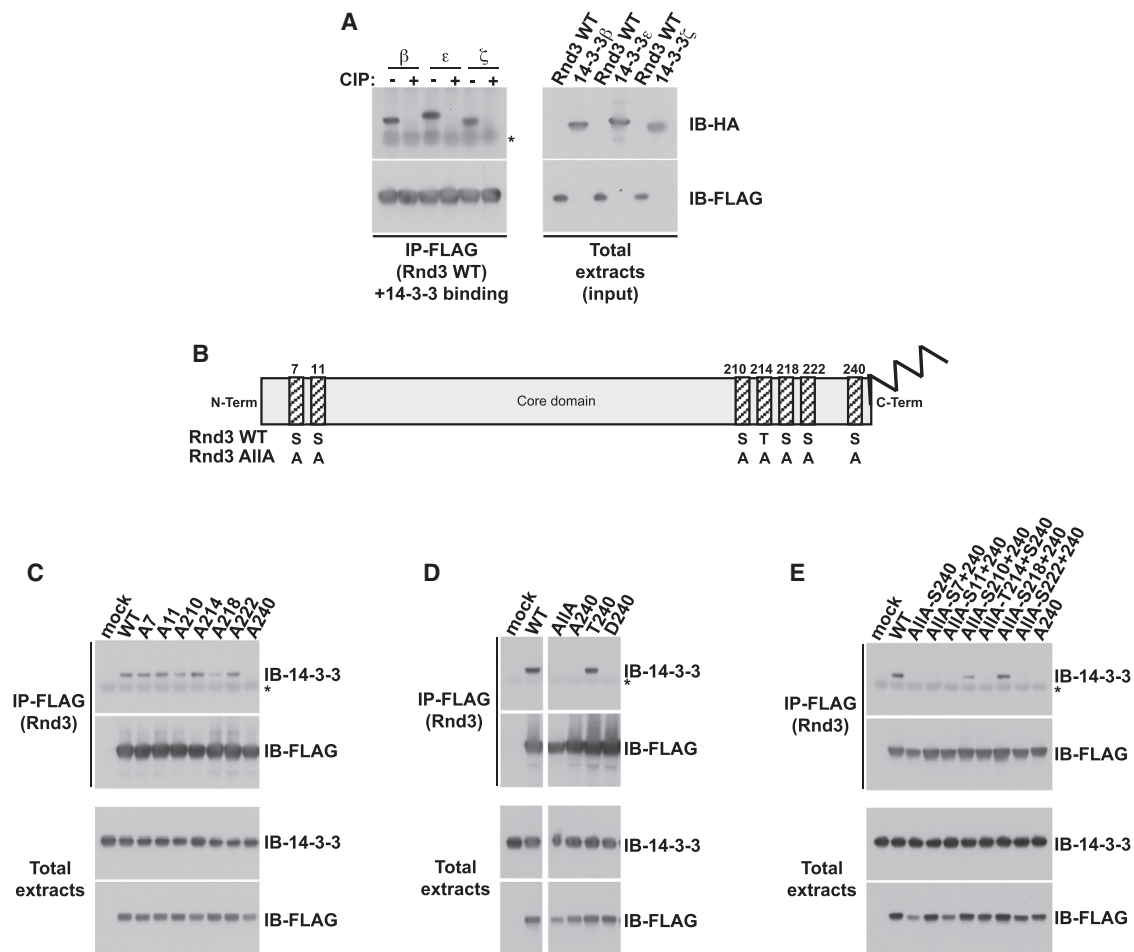 A
β ε ζ
CIP: - + - + - +
*
IP-FLAG
(Rnd3 WT)
+14-3-3 binding
Rnd3 WT
14-3-3β
Rnd3 WT
14-3-3ε
Rnd3 WT
14-3-3ζ
IB-HA
IB-FLAG
Total
extracts
(input)
B
7 11 210 214 218 222 240
N-Term Core domain C-Term
Rnd3 WT S S S T S S S
Rnd3 AllA A A A A A A A
C
mock
WT
A7
A11
A210
A214
A218
A222
A240
IP-FLAG
(Rnd3)
IB-14-3-3
*
IB-FLAG
Total
extracts
IB-14-3-3
IB-FLAG
D
mock
WT
AllA
A240
T240
D240
IP-FLAG
(Rnd3)
IB-14-3-3
*
IB-FLAG
Total
extracts
IB-14-3-3
IB-FLAG
E
mock
WT
AllA-S240
AllA-S7+240
AllA-S11+240
AllA-S210+240
AllA-T214+S240
AllA-S218+240
AllA-S222+240
A240
IP-FLAG
(Rnd3)
IB-14-3-3
*
IB-FLAG
Total
extracts
IB-14-3-3
IB-FLAG